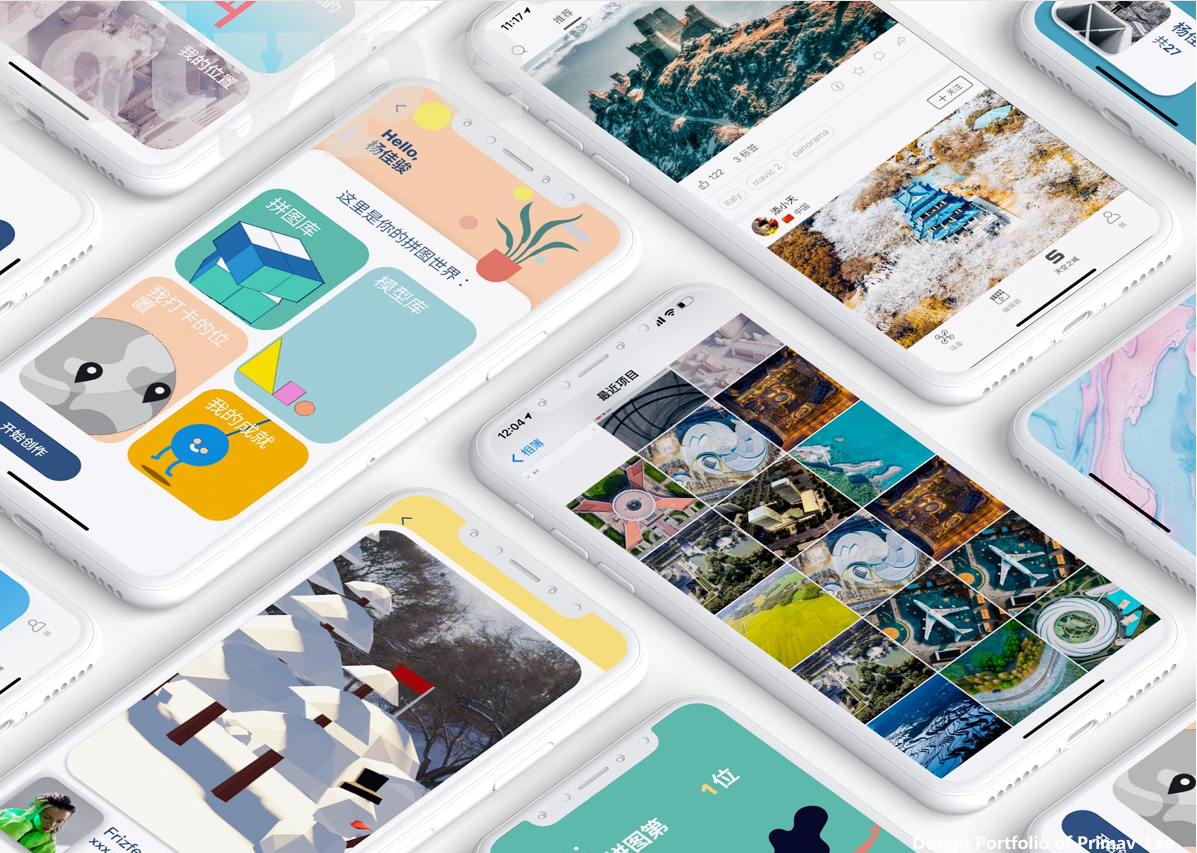 我的位置
11:17
推荐
122
3 标签
Italy
mavic 2
panorama
+ 关注
添小天
中国
天空之城
杨佳
共27
Hello,
杨佳骏
这里是你的拼图世界：
拼图库
模型库
我打卡的位置
我的成就
开始创作
12:04
最近项目
相簿
1位
拼图第
Frizfe
xxx
Design Portfolio of Primav Lee